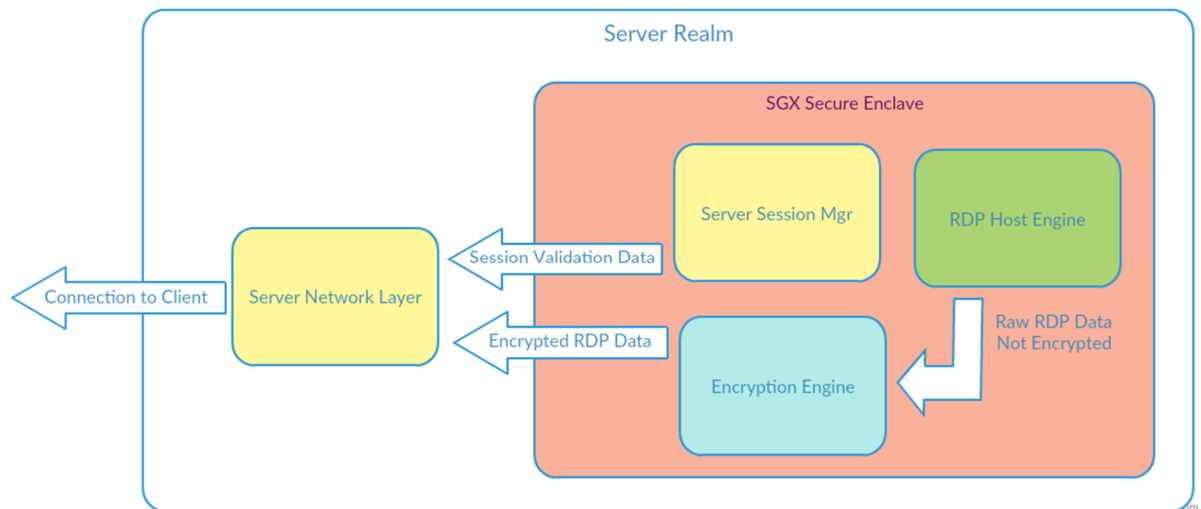 Server Realm
SGX Secure Enclave
Server Session Mgr
RDP Host Engine
Session Validation Data
Connection to Client
Server Network Layer
Raw RDP Data
Not Encrypted
Encrypted RDP Data
Encryption Engine